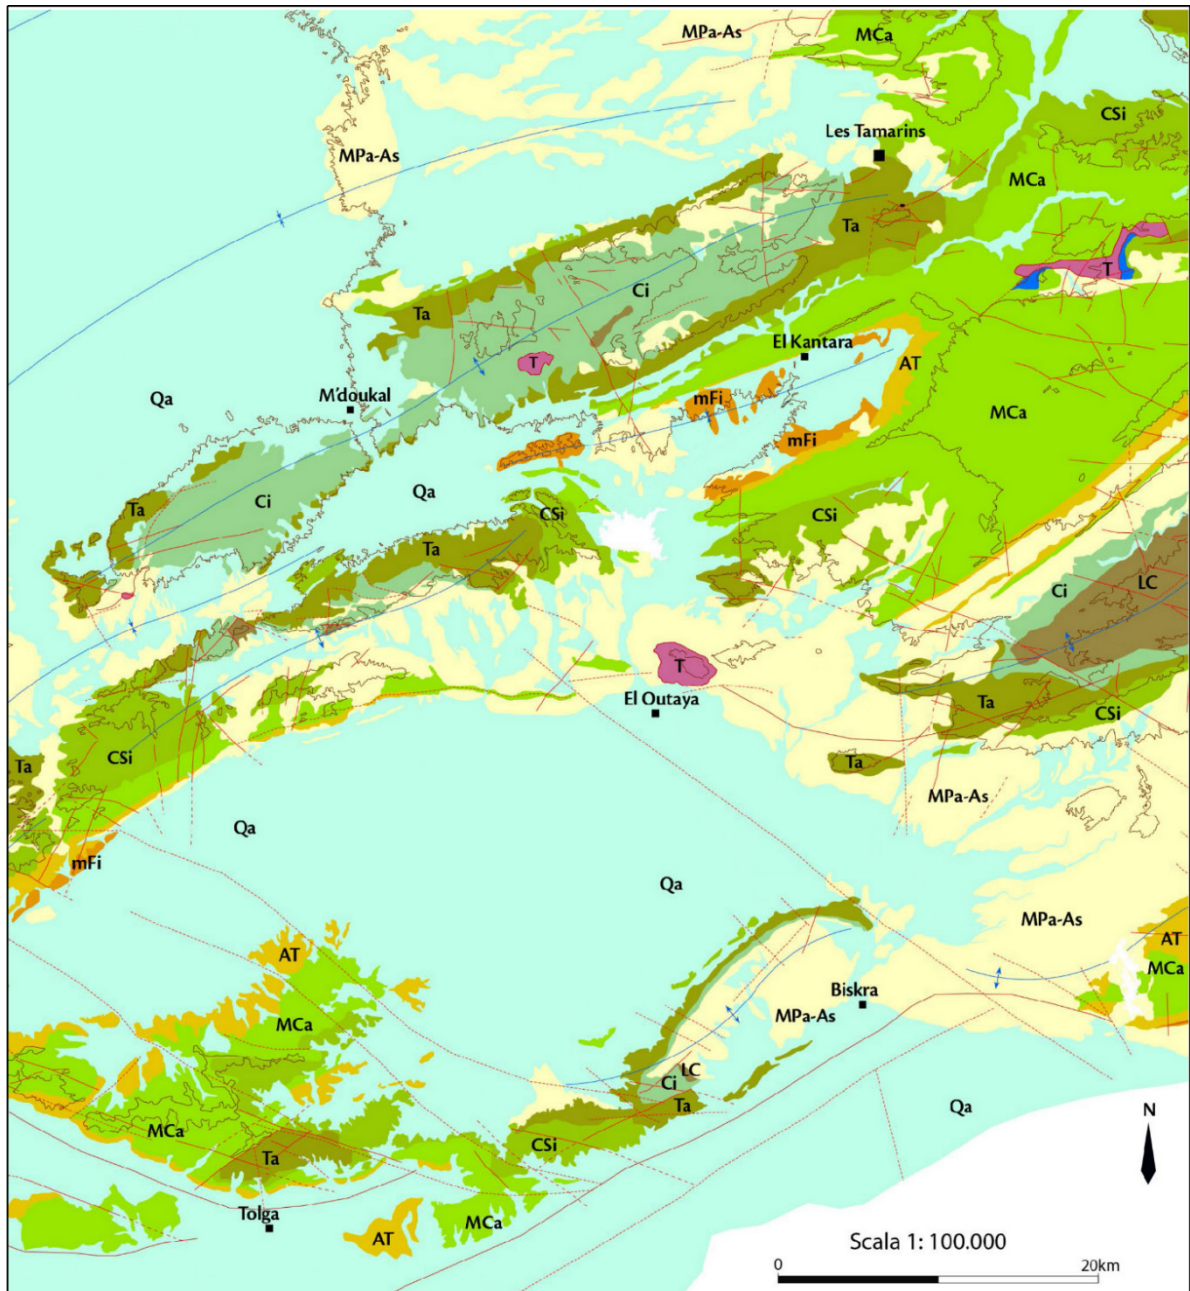 MPa-As
MCa
CSi
Les Tamarins
MPa-As
MCa
Ta
T
Ci
Ta
El Kantara
AT
T
M'doukal
Qa
mFi
MCa
mFi
Qa
Ci
Ta
CSi
CSi
Ta
LC
Ci
T
El Outaya
Ta
CSi
CSi
Ta
Ta
MPa-As
Qa
mFi
Qa
MPa-As
AT
AT
MCa
Biskra
MPa-As
MCa
LC
Ci
Ta
Qa
MCa
CSi
Ta
N
Tolga
MCa
AT
Scala 1: 100.000
0 20km